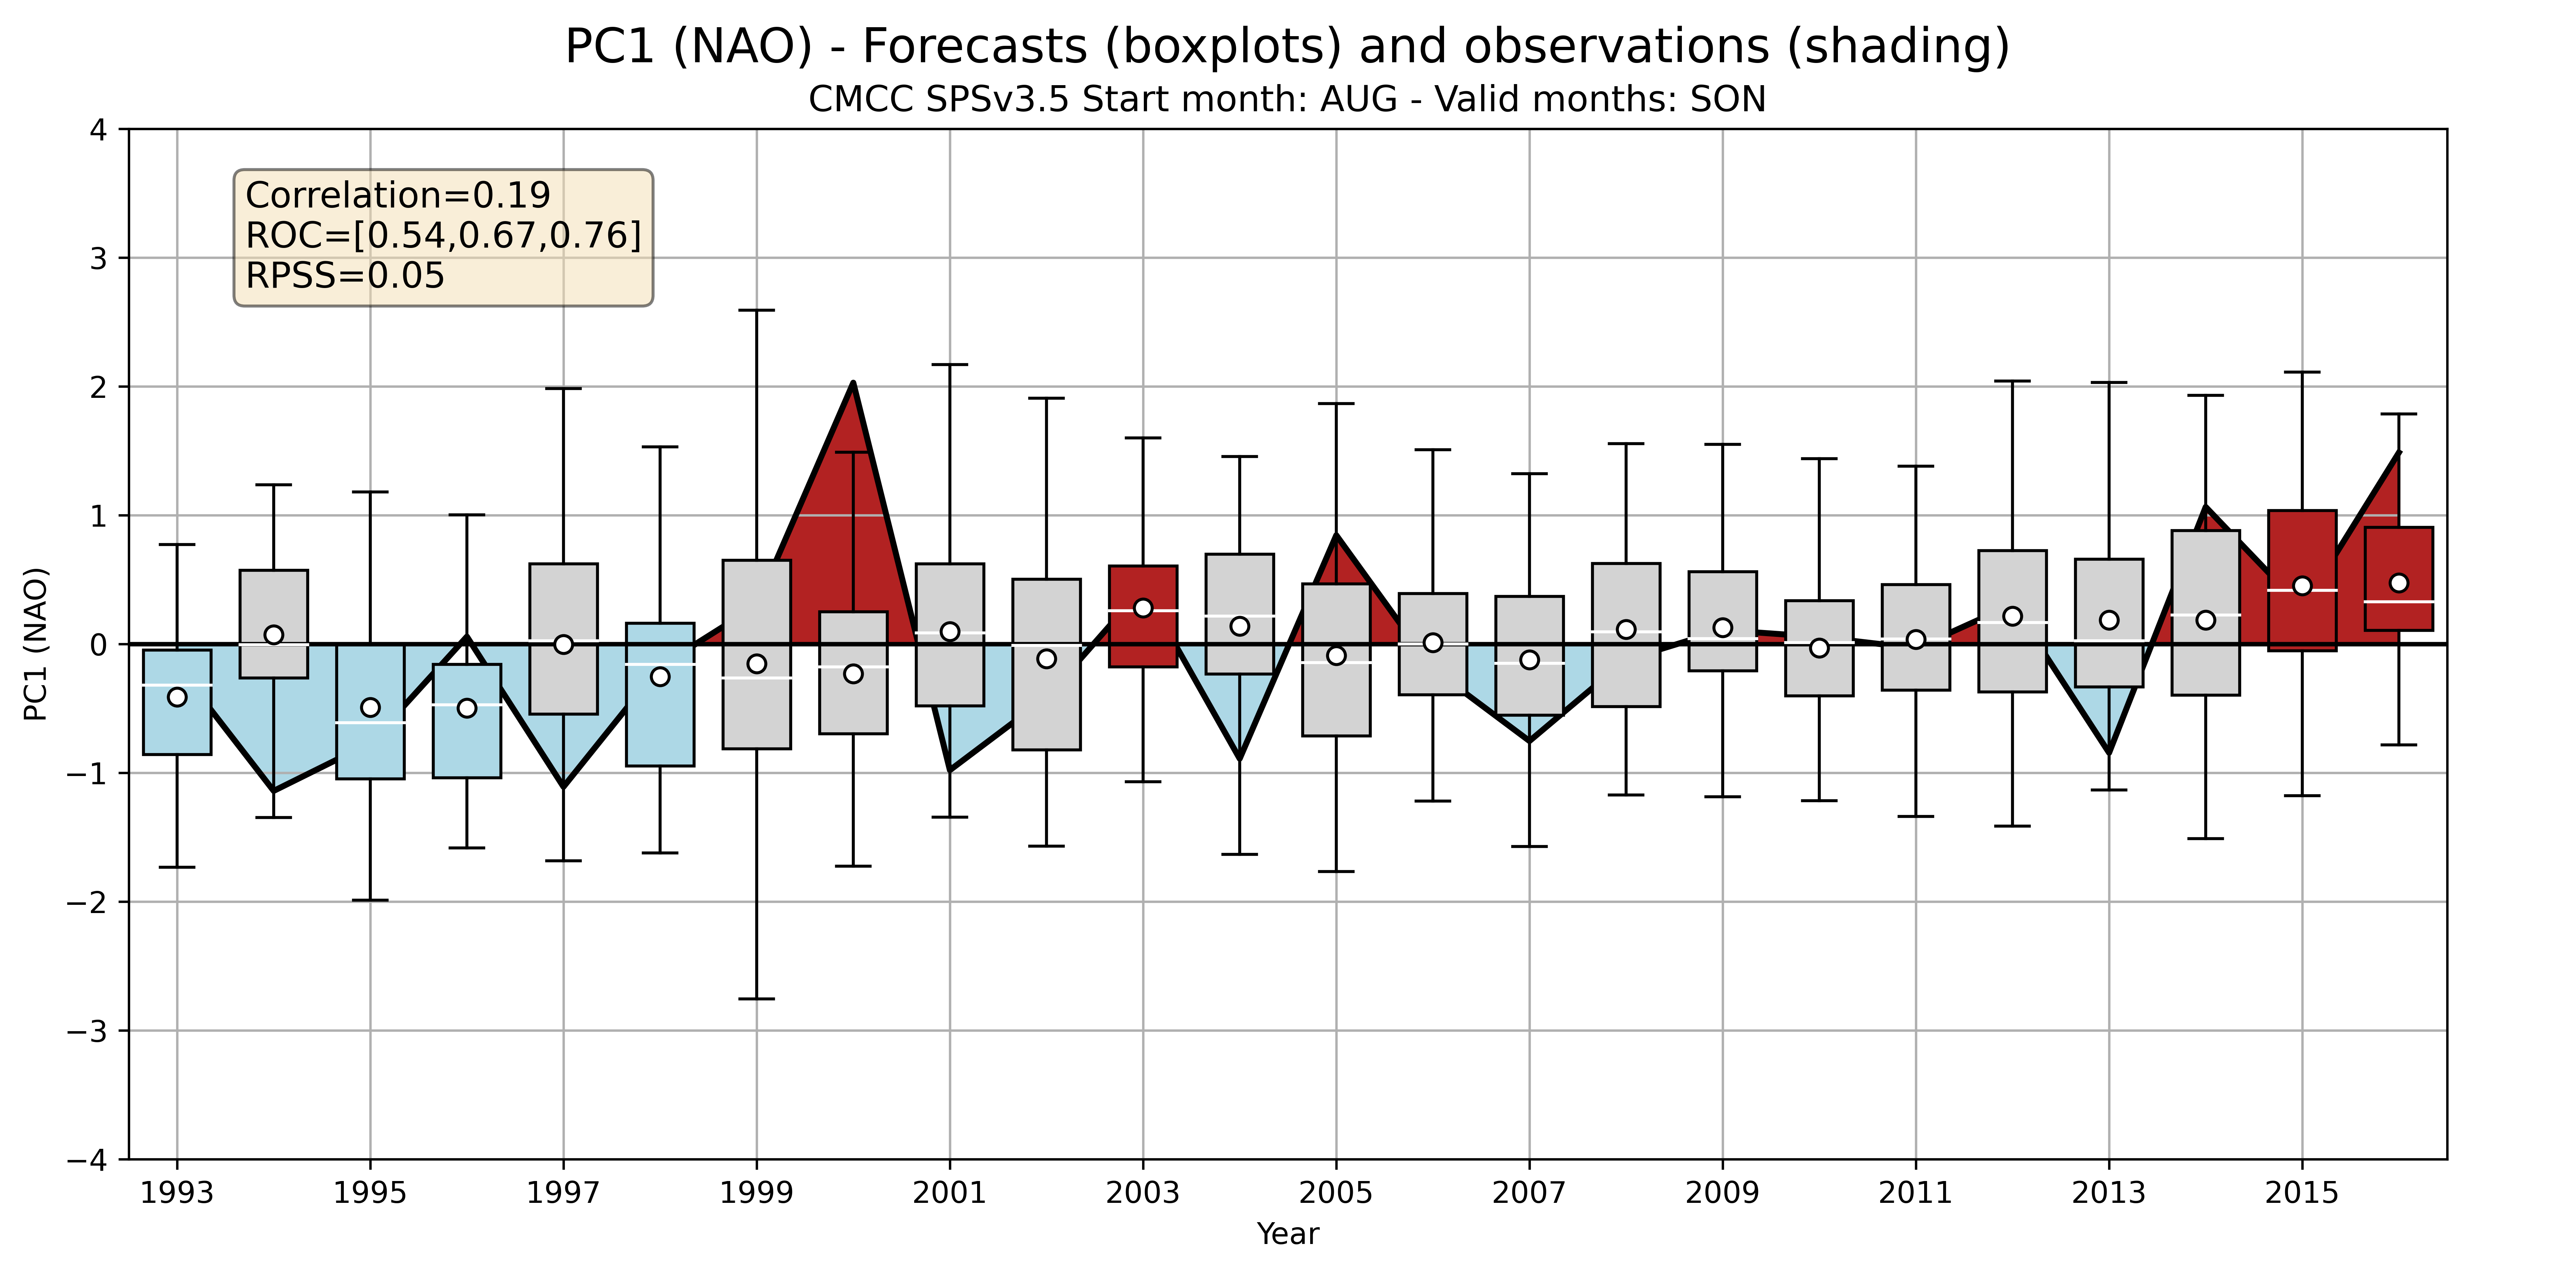 PC1 (NAO) - Forecasts (boxplots) and observations (shading)
CMCC SPSv3.5 Start month: AUG - Valid months: SON
Correlation=0.19
ROC=[0.54,0.67,0.76]
RPSS=0.05
PC1 (NAO)
4
3
2
1
0
−1
−2
−3
−4
1993 1995 1997 1999 2001 2003 2005 2007 2009 2011 2013 2015
Year